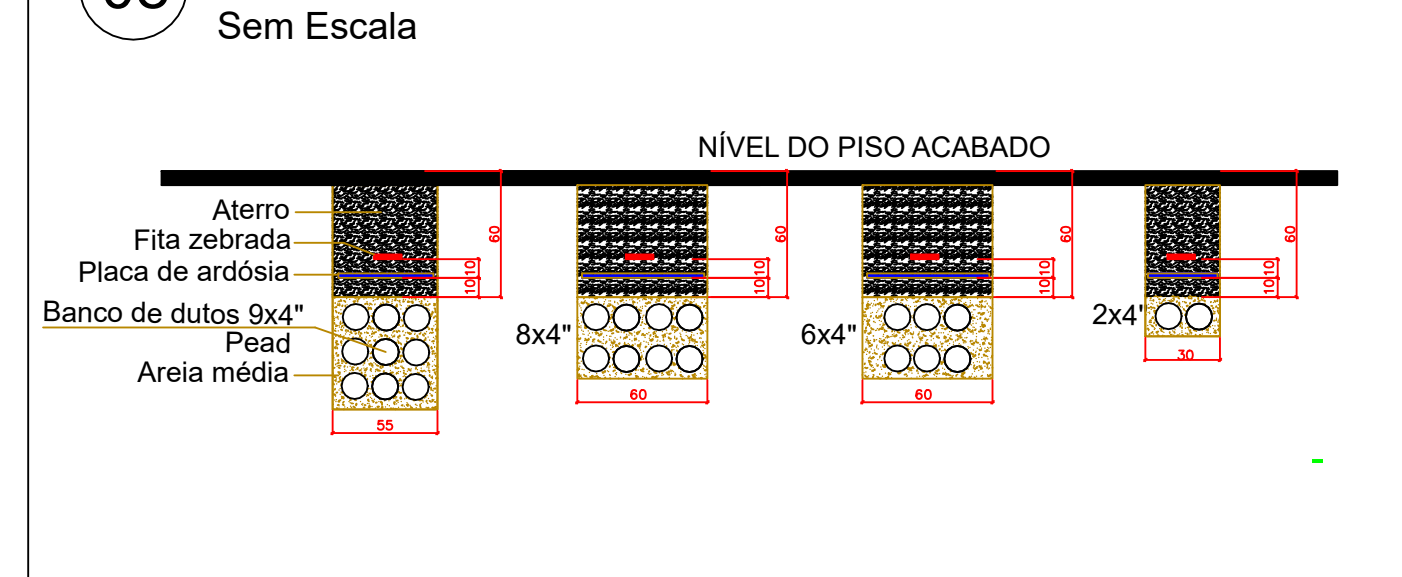 Sem Escala
NÍVEL DO PISO ACABADO
Aterro
Fita zebrada
Placa de ardósia
Banco de dutos 9x4"
Pead
Areia média
60
10
10
55
8x4"
60
10
10
60
6x4"
60
10
10
60
2x4'
60
10
10
30